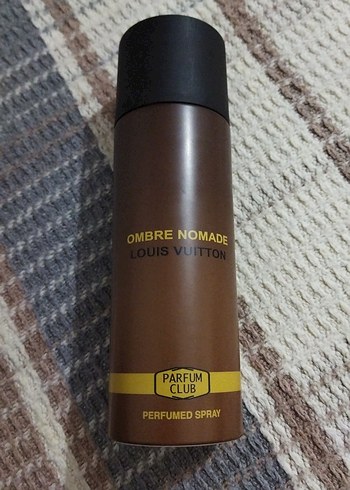 OMBRE NOMADE
LOUIS VUITTON
PARFUM
CLUB
PERFUMED SPRAY